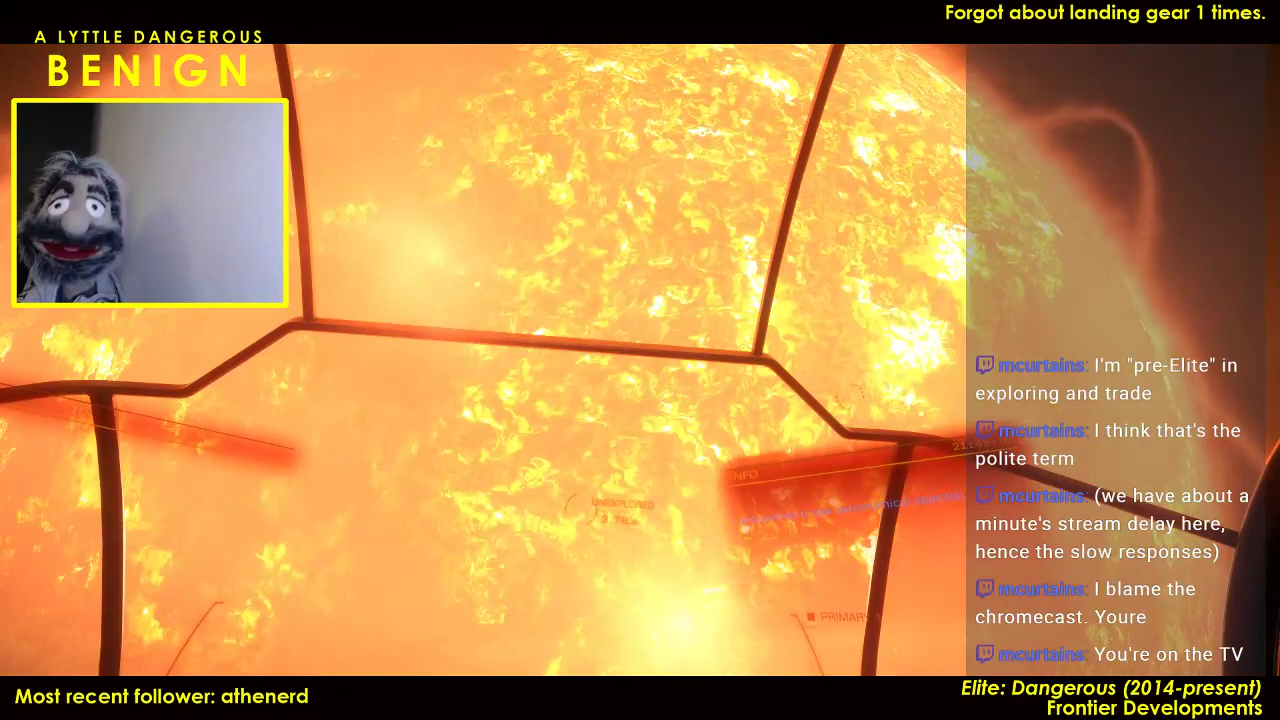 Forgot about landing gear 1 times.
A LYTTLE DANGEROUS
BENIGN
mcurtains: I'm "pre-Elite" in
exploring and trade
mcurtains: I think that's the
polite term
mcurtains: (we have about a
minute's stream delay here,
hence the slow responses)
mcurtains: I blame the
chromecast. Youre
mcurtains: You're on the TV
INFO
UNEXPLORED
PRIMARY
Most recent follower: athenerd
Elite: Dangerous (2014-present)
Frontier Developments